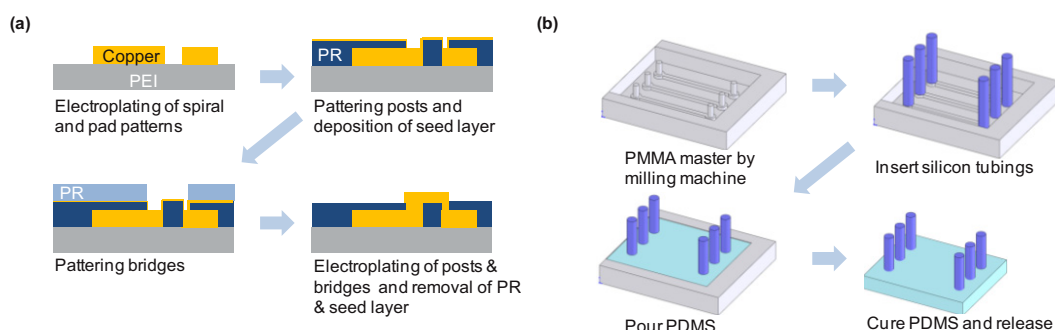 (a)
Copper
PEI
Electroplating of spiral
and pad patterns
PR
Pattering posts and
deposition of seed layer
PR
Pattering bridges
Electroplating of posts &
bridges and removal of PR
& seed layer
(b)
PMMA master by
milling machine
Insert silicon tubings
Pour PDMS
Cure PDMS and release